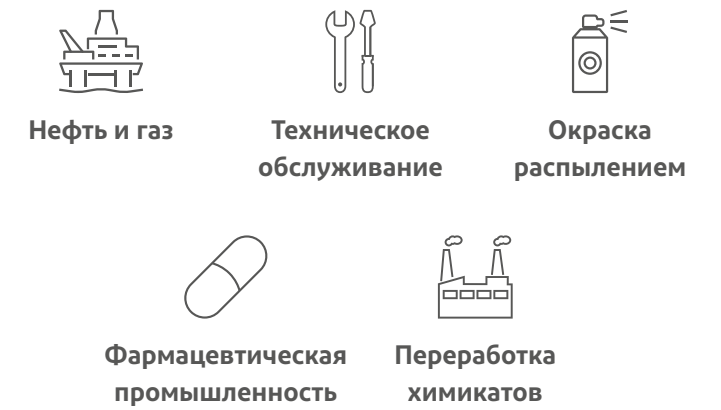 Нефть и газ
Техническое
обслуживание
Окраска
распылением
Фармацевтическая
промышленность
Переработка
химикатов